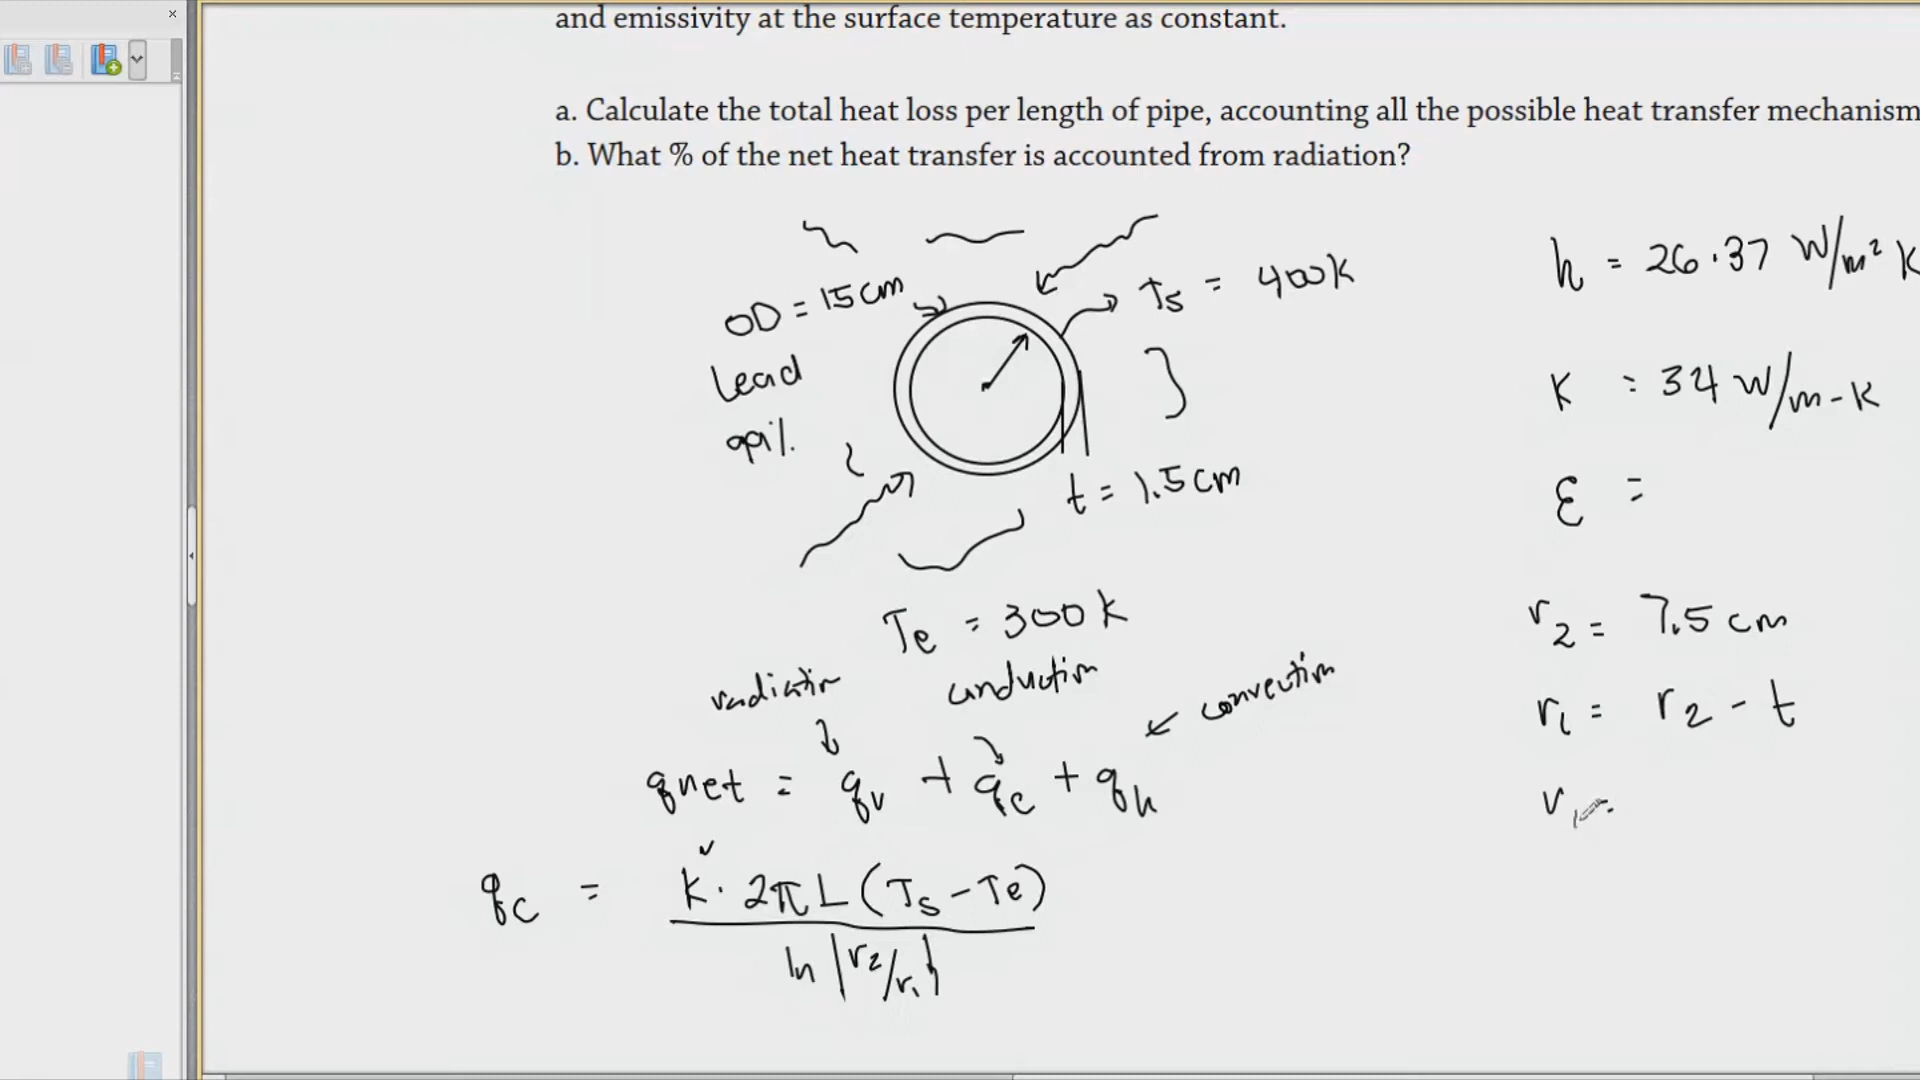 and emissivity at the surface temperature as constant.
a. Calculate the total heat loss per length of pipe, accounting all the possible heat transfer mechanism
b. What % of the net heat transfer is accounted from radiation?
OD = 15 cm
Lead
Ts = 400K
t = 1.5 cm
Te = 300 K
radiation
conduction
convection
qnet = qr + qc + qh
qc = K · 2π L (Ts - Te)
ln |r2/r1|
h = 26.37 W/m² K
K = 34 W/m-K
ε =
r2 = 7.5 cm
r1 = r2 - t
r1 =